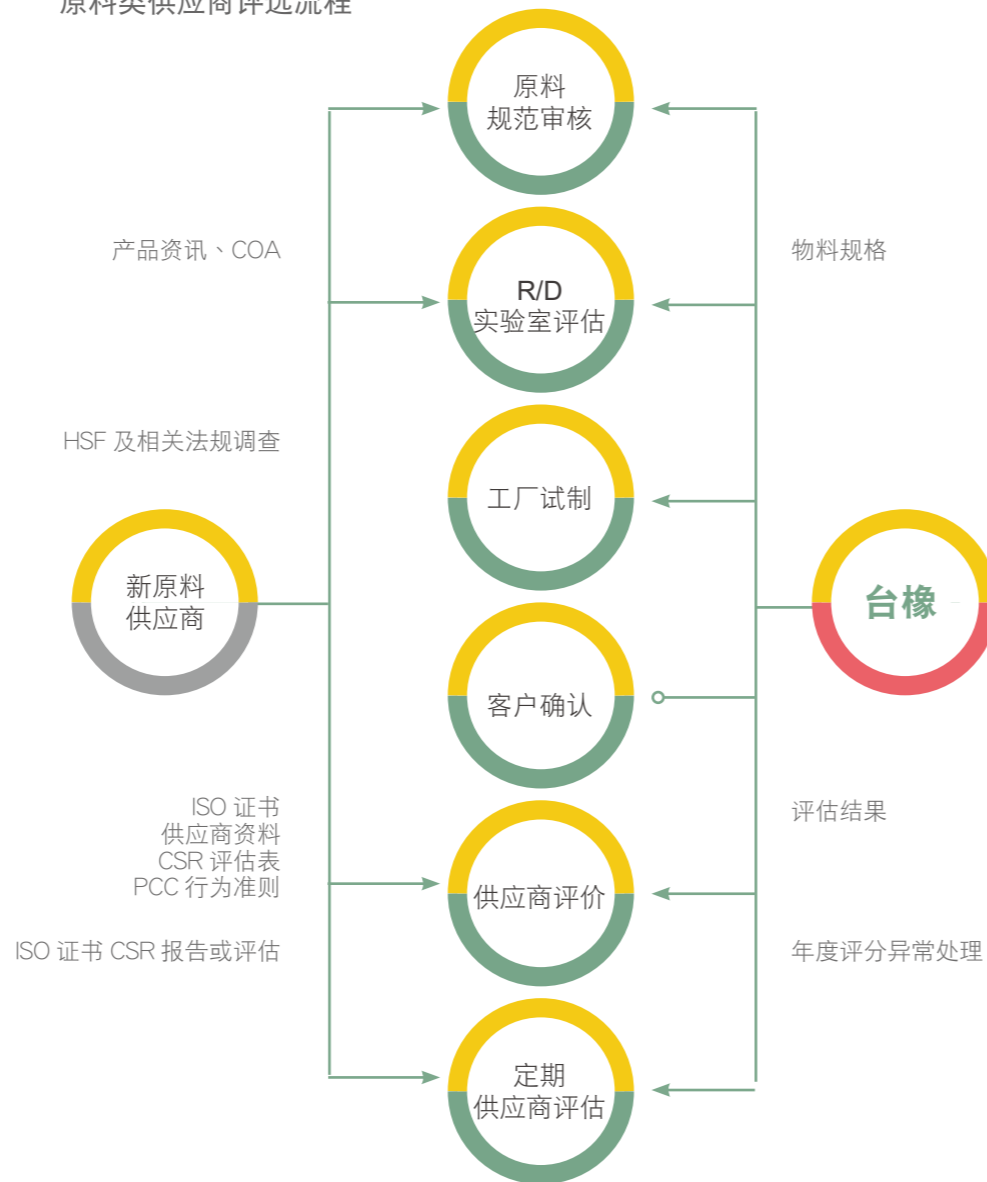 原料类供应商评选流程
原料
规范审核
产品资讯、COA
物料规格
R/D
实验室评估
HSF 及相关法规调查
工厂试制
新原料
供应商
台橡
客户确认
ISO 证书
供应商资料
CSR 评估表
PCC 行为准则
评估结果
供应商评价
ISO 证书 CSR 报告或评估
年度评分异常处理
定期
供应商评估